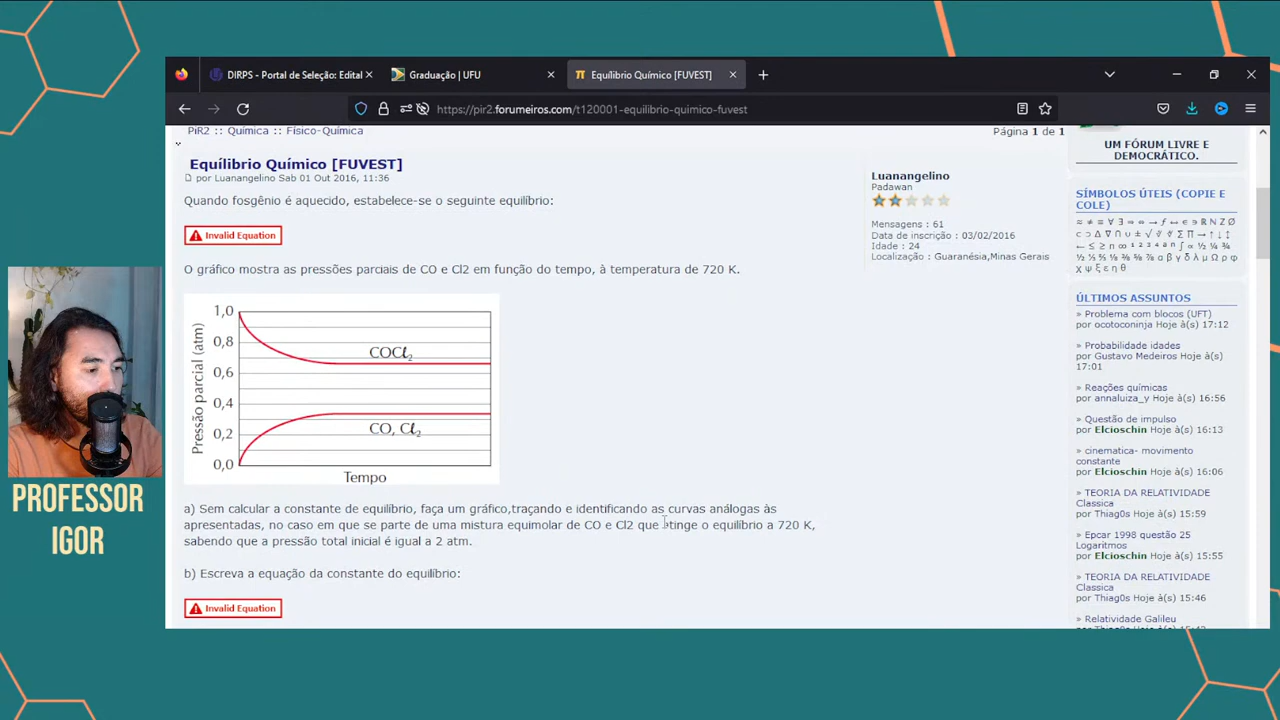 DIRPS - Portal de Seleção: Edital
Graduação | UFU
Equílibrio Químico [FUVEST]
https://pir2.forumeiros.com/t120001-equilibrio-quimico-fuvest
PiR2 :: Química :: Físico-Química
Página 1 de 1
Equílibrio Químico [FUVEST]
por Luanangelino Sab 01 Out 2016, 11:36
Quando fosgênio é aquecido, estabelece-se o seguinte equilíbrio:
Invalid Equation
O gráfico mostra as pressões parciais de CO e Cl2 em função do tempo, à temperatura de 720 K.
Pressão parcial (atm)
1,0
0,8
0,6
0,4
0,2
0,0
COCℓ₂
CO, Cℓ₂
Tempo
a) Sem calcular a constante de equilíbrio, faça um gráfico,traçando e identificando as curvas análogas às
apresentadas, no caso em que se parte de uma mistura equimolar de CO e Cl2 que atinge o equilíbrio a 720 K,
sabendo que a pressão total inicial é igual a 2 atm.
b) Escreva a equação da constante do equilíbrio:
Invalid Equation
Luanangelino
Padawan
Mensagens : 61
Data de inscrição : 03/02/2016
Idade : 24
Localização : Guaranésia,Minas Gerais
UM FÓRUM LIVRE E
DEMOCRÁTICO.
SÍMBOLOS ÚTEIS (COPIE E
COLE)
ÚLTIMOS ASSUNTOS
» Problema com blocos (UFT)
por ocotoconinja Hoje à(s) 17:12
» Probabilidade idades
por Gustavo Medeiros Hoje à(s)
17:01
» Reações químicas
por annaluiza_y Hoje à(s) 16:56
» Questão de impulso
por Elcioschin Hoje à(s) 16:13
» cinematica- movimento
constante
por Elcioschin Hoje à(s) 16:06
» TEORIA DA RELATIVIDADE
Classica
por Thiag0s Hoje à(s) 15:59
» Epcar 1998 questão 25
Logaritmos
por Elcioschin Hoje à(s) 15:55
» TEORIA DA RELATIVIDADE
Classica
por Thiag0s Hoje à(s) 15:46
» Relatividade Galileu
PROFESSOR
IGOR